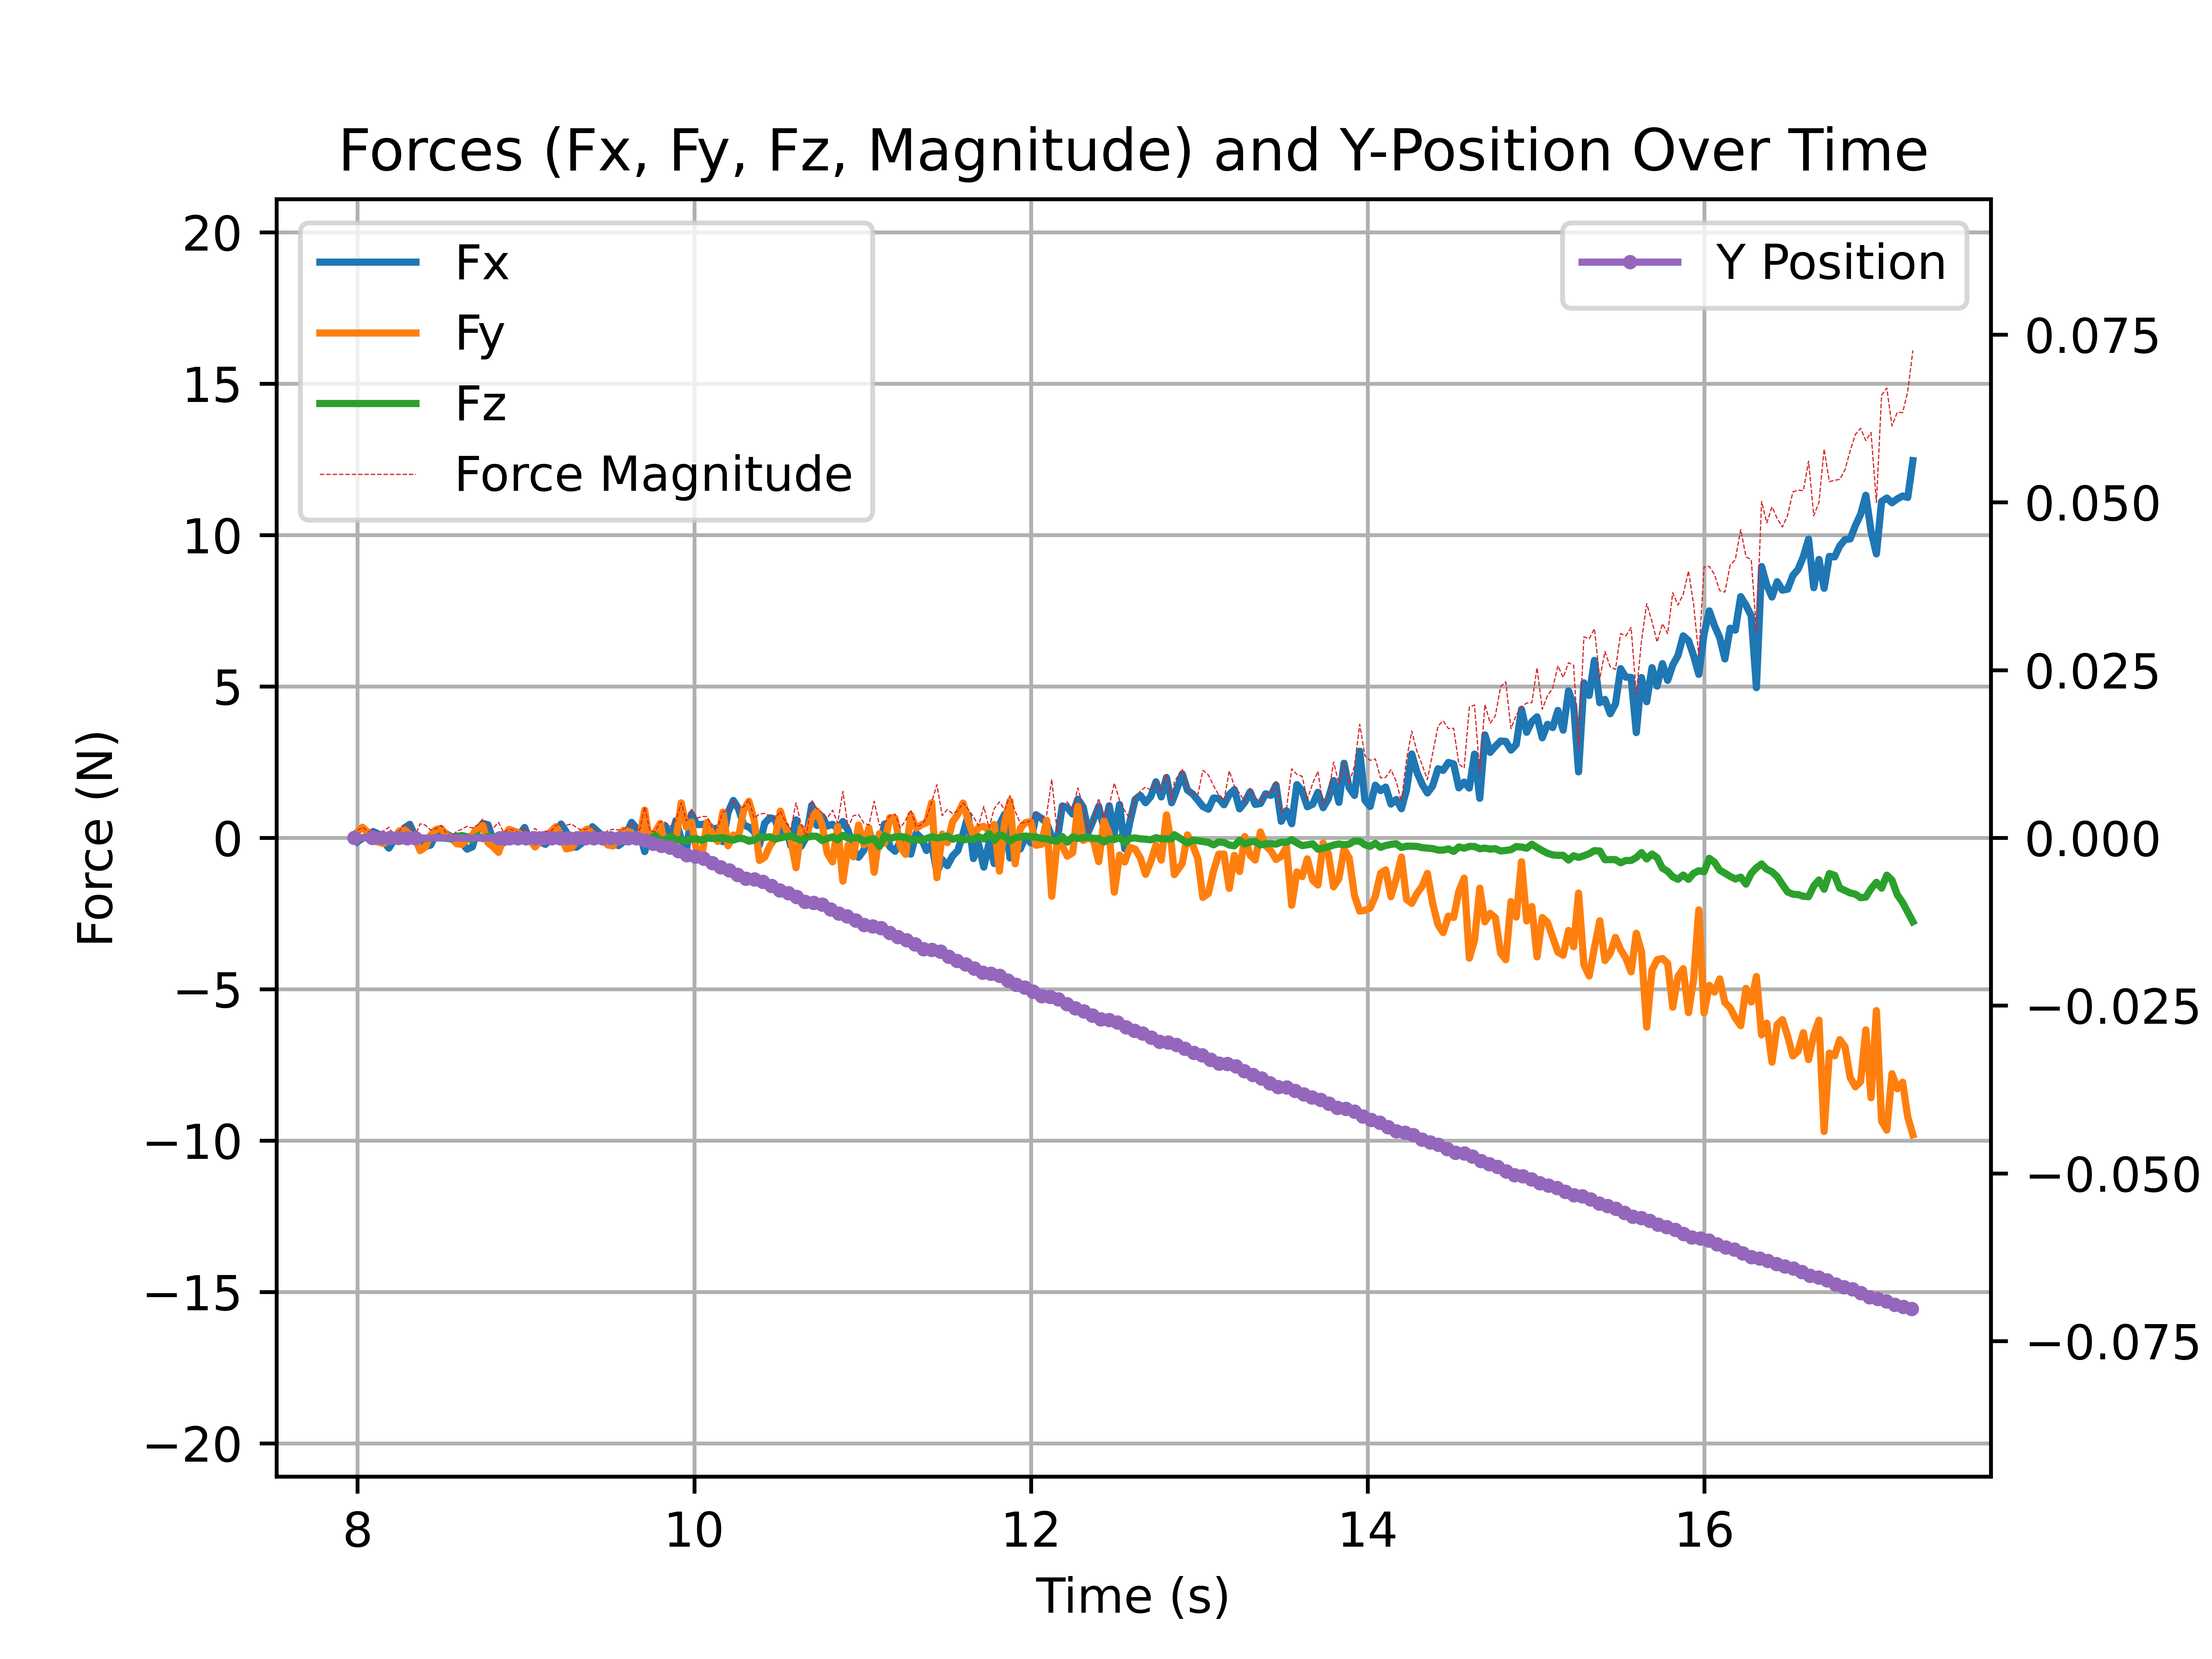 Forces (Fx, Fy, Fz, Magnitude) and Y-Position Over Time
Fx
Fy
Fz
Force Magnitude
Y Position
20
15
10
5
0
−5
−10
−15
−20
Force (N)
0.075
0.050
0.025
0.000
−0.025
−0.050
−0.075
8 10 12 14 16
Time (s)